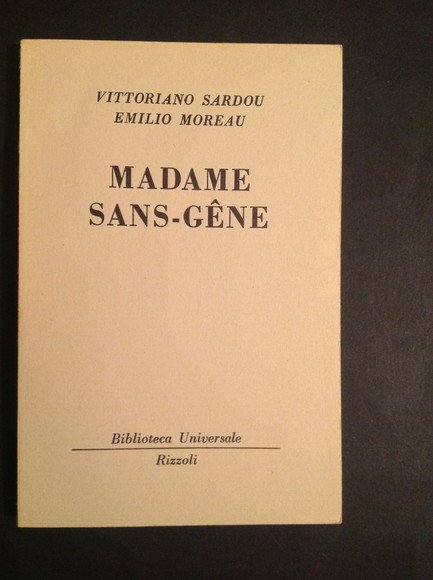 VITTORIANO SARDOU
EMILIO MOREAU
MADAME
SANS-GÊNE
Biblioteca Universale
Rizzoli